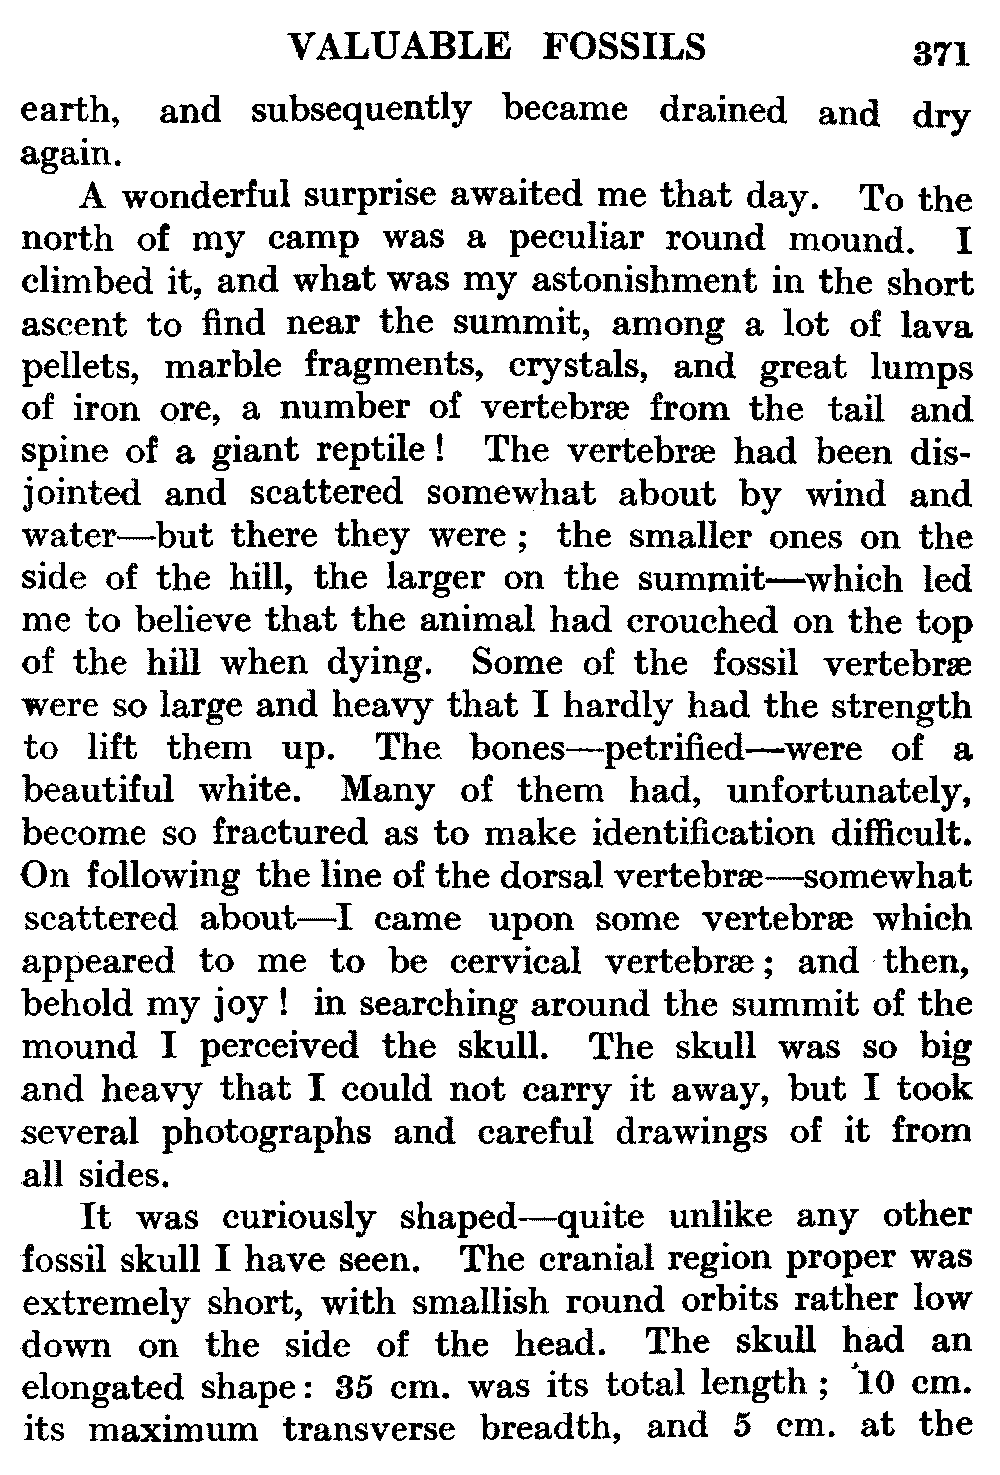 VALUABLE FOSSILS 371
earth, and subsequently became drained and dry
again.
A wonderful surprise awaited me that day. To the
north of my camp was a peculiar round mound. I
climbed it, and what was my astonishment in the short
ascent to find near the summit, among a lot of lava
pellets, marble fragments, crystals, and great lumps
of iron ore, a number of vertebræ from the tail and
spine of a giant reptile! The vertebræ had been dis-
jointed and scattered somewhat about by wind and
water—but there they were; the smaller ones on the
side of the hill, the larger on the summit—which led
me to believe that the animal had crouched on the top
of the hill when dying. Some of the fossil vertebræ
were so large and heavy that I hardly had the strength
to lift them up. The bones—petrified—were of a
beautiful white. Many of them had, unfortunately,
become so fractured as to make identification difficult.
On following the line of the dorsal vertebræ—somewhat
scattered about—I came upon some vertebræ which
appeared to me to be cervical vertebræ; and then,
behold my joy! in searching around the summit of the
mound I perceived the skull. The skull was so big
and heavy that I could not carry it away, but I took
several photographs and careful drawings of it from
all sides.
It was curiously shaped—quite unlike any other
fossil skull I have seen. The cranial region proper was
extremely short, with smallish round orbits rather low
down on the side of the head. The skull had an
elongated shape: 35 cm. was its total length; 10 cm.
its maximum transverse breadth, and 5 cm. at the